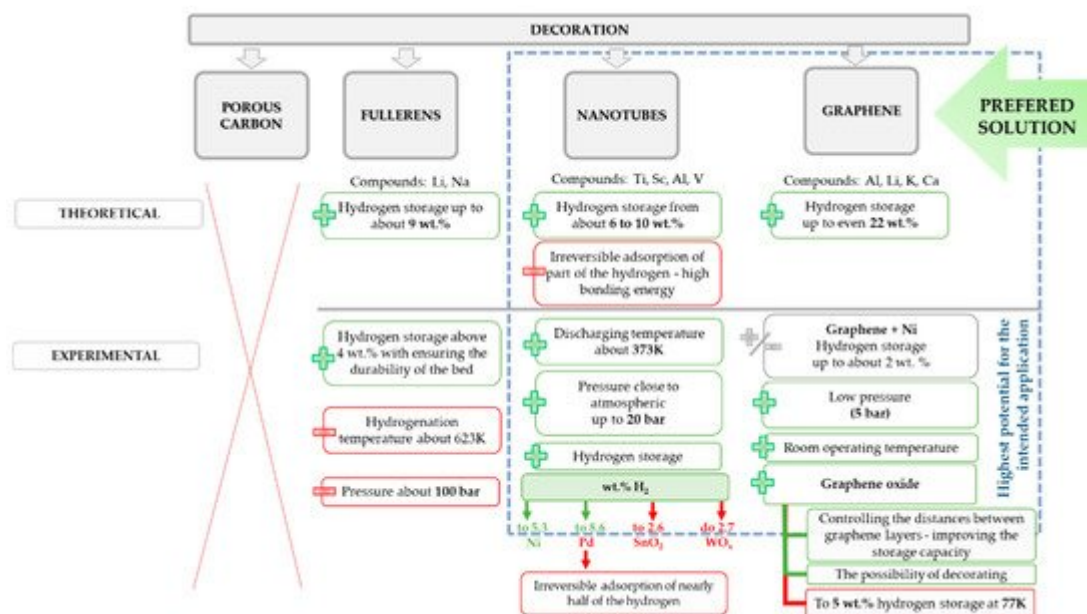 DECORATION
POROUS
CARBON
FULLERENS
NANOTUBES
GRAPHENE
PREFERED
SOLUTION
THEORETICAL
Compounds: Li, Na
Hydrogen storage up to
about 9 wt.%
Compounds: Ti, Sc, Al, V
Hydrogen storage from
about 6 to 10 wt.%
Irreversible adsorption of
part of the hydrogen - high
bonding energy
Compounds: Al, Li, K, Ca
Hydrogen storage
up to even 22 wt.%
EXPERIMENTAL
Hydrogen storage above
4 wt.% with ensuring the
durability of the bed
Hydrogenation
temperature about 623K
Pressure about 100 bar
Discharging temperature
about 373K
Pressure close to
atmospheric
up to 20 bar
Hydrogen storage
wt.% H₂
to 5.3
Ni
to 8.6
Pd
to 2.6
SnO₂
do 2.7
WOₓ
Irreversible adsorption of nearly
half of the hydrogen
+/-
Graphene + Ni
Hydrogen storage
up to about 2 wt. %
Low pressure
(5 bar)
Room operating temperature
Graphene oxide
Controlling the distances between
graphene layers - improving the
storage capacity
The possibility of decorating
To 5 wt.% hydrogen storage at 77K
Highest potential for the
intended application